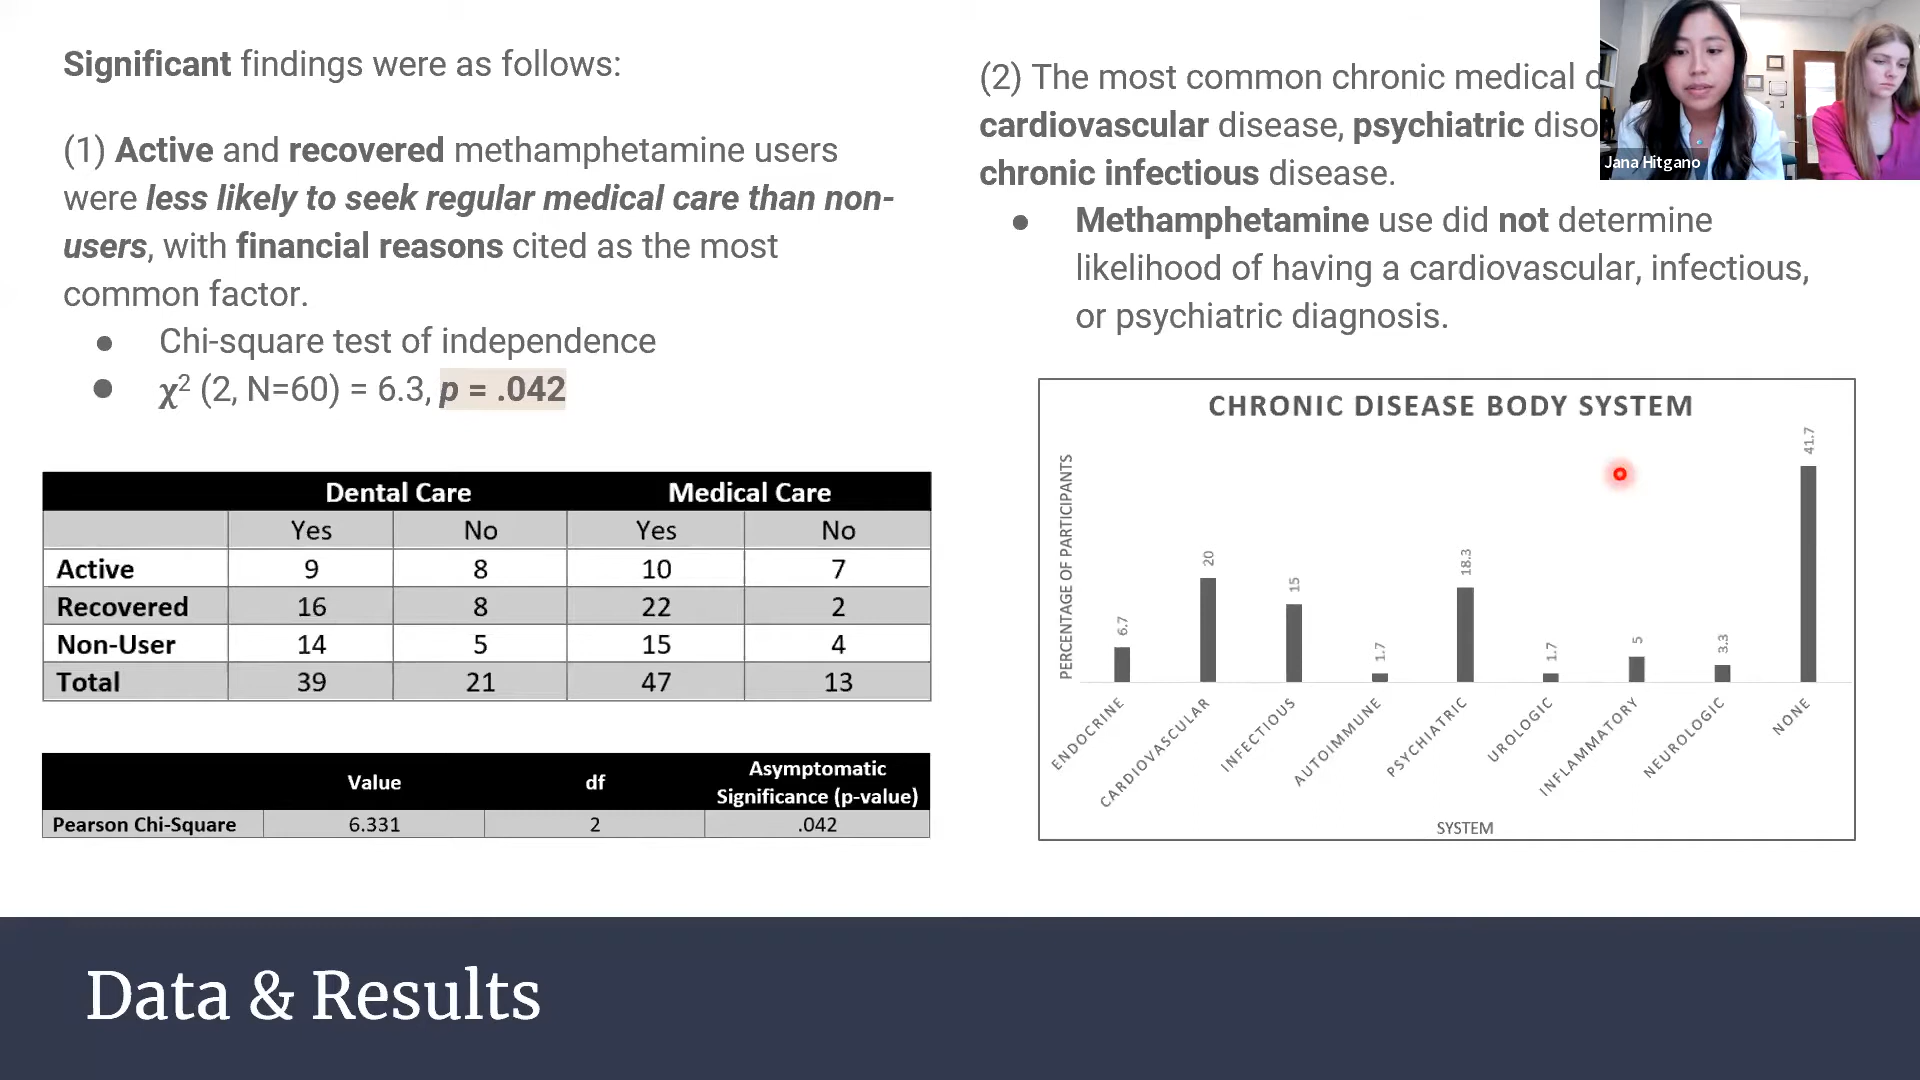 Significant findings were as follows:
(1) Active and recovered methamphetamine users
were less likely to seek regular medical care than non-
users, with financial reasons cited as the most
common factor.
● Chi-square test of independence
● χ² (2, N=60) = 6.3, p = .042
Dental Care Medical Care
Yes No Yes No
Active 9 8 10 7
Recovered 16 8 22 2
Non-User 14 5 15 4
Total 39 21 47 13
Value df Asymptomatic
Significance (p-value)
Pearson Chi-Square 6.331 2 .042
(2) The most common chronic medical
cardiovascular disease, psychiatric
chronic infectious disease.
● Methamphetamine use did not determine
likelihood of having a cardiovascular, infectious,
or psychiatric diagnosis.
Jana Hitgano
CHRONIC DISEASE BODY SYSTEM
PERCENTAGE OF PARTICIPANTS
6.7
20
15
1.7
18.3
1.7
5
3.3
41.7
ENDOCRINE
CARDIOVASCULAR
INFECTIOUS
AUTOIMMUNE
PSYCHIATRIC
UROLOGIC
INFLAMMATORY
NEUROLOGIC
NONE
SYSTEM
Data & Results